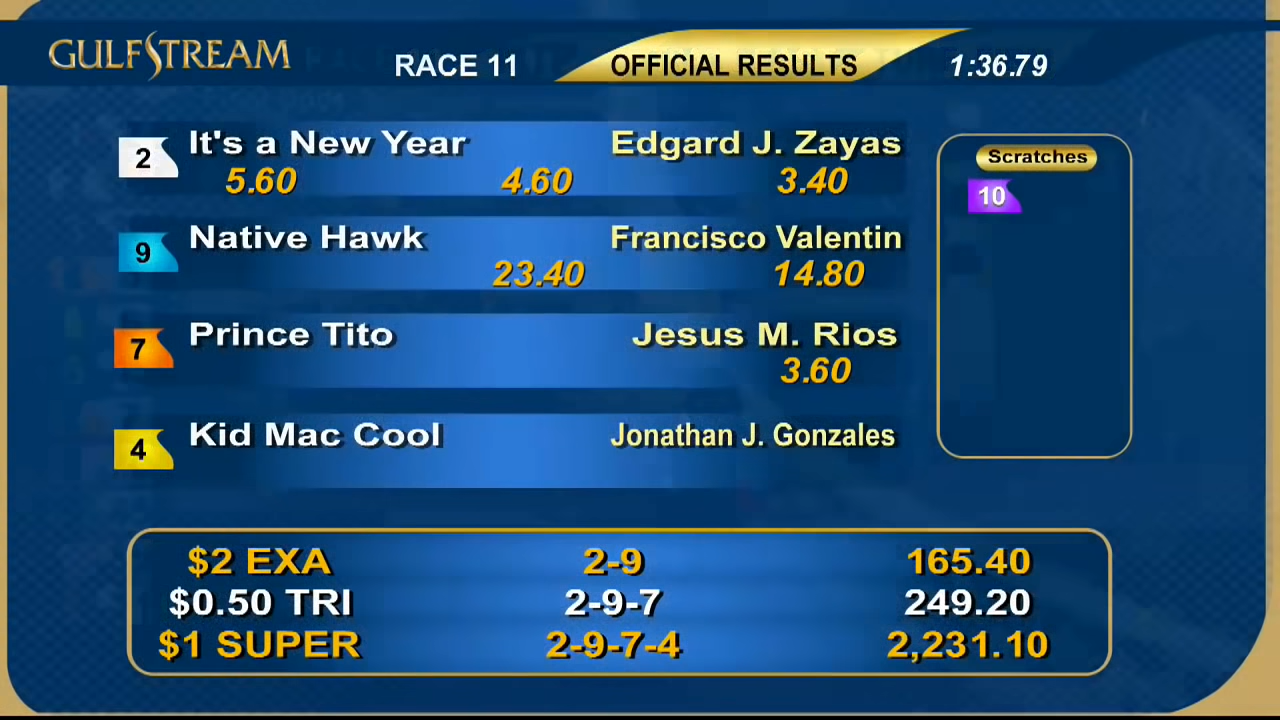 GULFSTREAM RACE 11 OFFICIAL RESULTS 1:36.79
2 It's a New Year Edgard J. Zayas
5.60 4.60 3.40
Scratches
10
9 Native Hawk Francisco Valentin
23.40 14.80
7 Prince Tito Jesus M. Rios
3.60
4 Kid Mac Cool Jonathan J. Gonzales
$2 EXA 2-9 165.40
$0.50 TRI 2-9-7 249.20
$1 SUPER 2-9-7-4 2,231.10